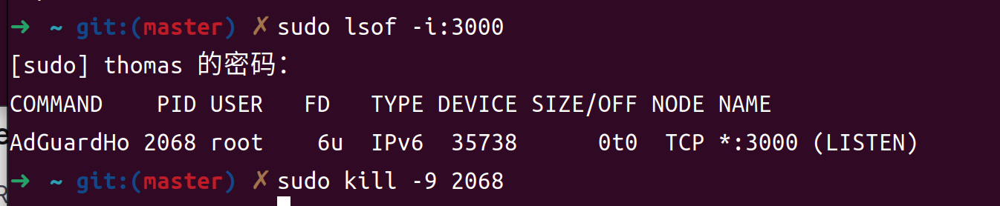 ➜ ~ git:(master) ✗ sudo lsof -i:3000
[sudo] thomas 的密码：
COMMAND    PID USER   FD   TYPE DEVICE SIZE/OFF NODE NAME
AdGuardHo 2068 root    6u  IPv6  35738      0t0  TCP *:3000 (LISTEN)
➜ ~ git:(master) ✗ sudo kill -9 2068